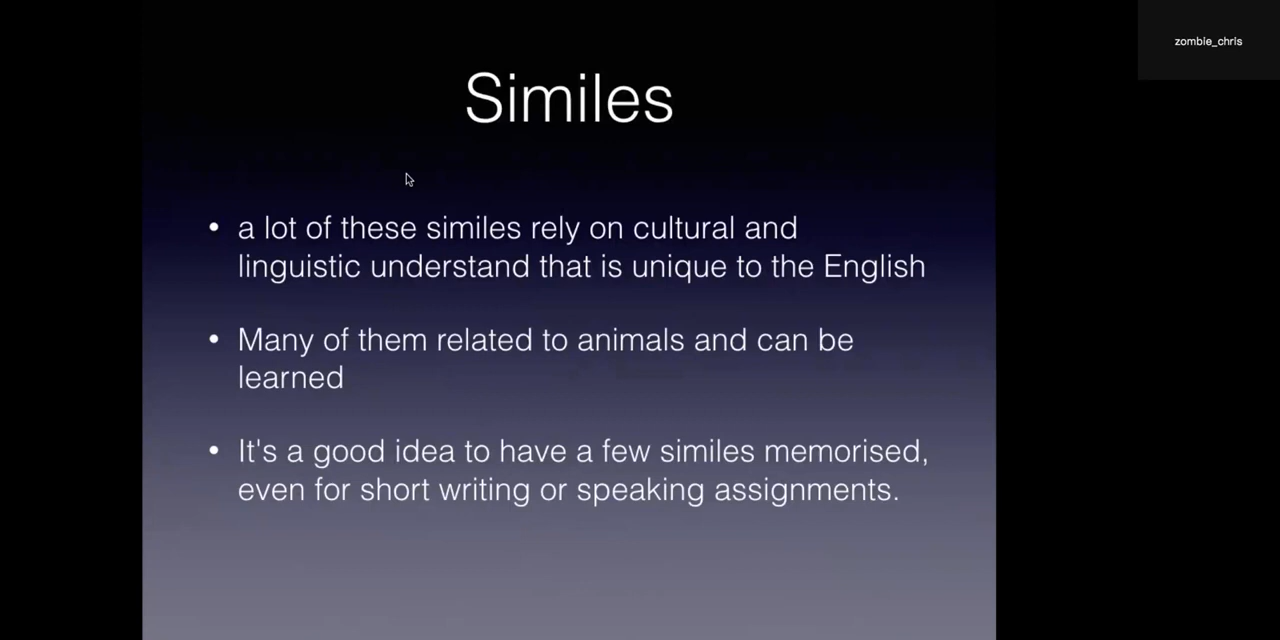 zombie_chris
Similes
• a lot of these similes rely on cultural and
linguistic understand that is unique to the English
• Many of them related to animals and can be
learned
• It's a good idea to have a few similes memorised,
even for short writing or speaking assignments.